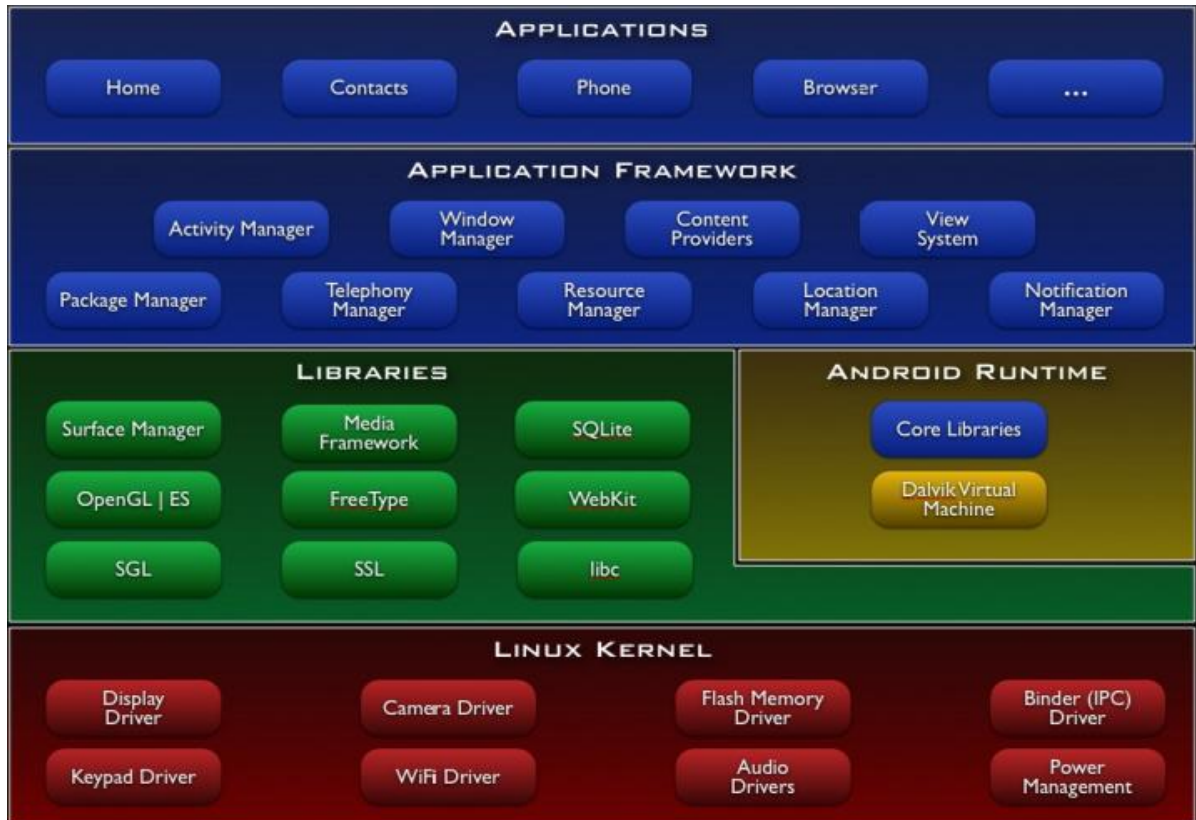 APPLICATIONS
Home
Contacts
Phone
Browser
...
APPLICATION FRAMEWORK
Activity Manager
Window
Manager
Content
Providers
View
System
Package Manager
Telephony
Manager
Resource
Manager
Location
Manager
Notification
Manager
LIBRARIES
Surface Manager
Media
Framework
SQLite
OpenGL | ES
FreeType
WebKit
SGL
SSL
libc
ANDROID RUNTIME
Core Libraries
Dalvik Virtual
Machine
LINUX KERNEL
Display
Driver
Camera Driver
Flash Memory
Driver
Binder (IPC)
Driver
Keypad Driver
WiFi Driver
Audio
Drivers
Power
Management